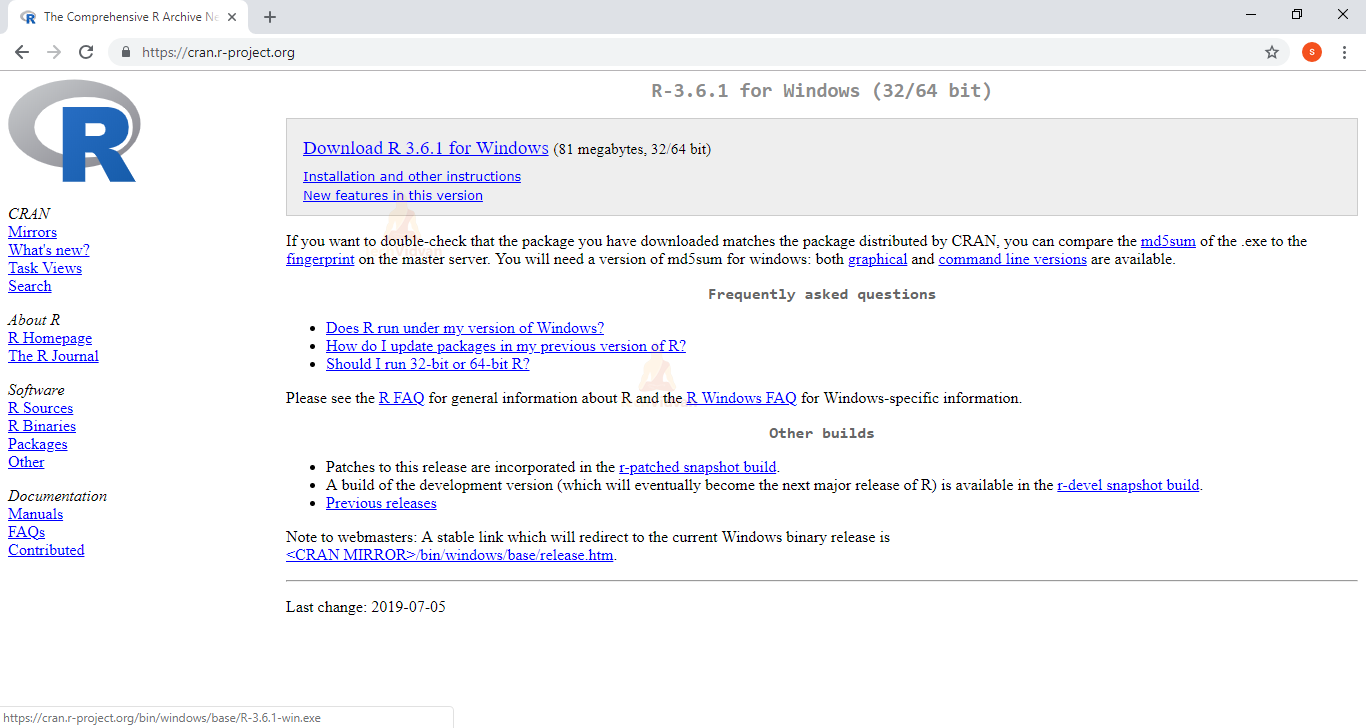 The Comprehensive R Archive Ne
https://cran.r-project.org
S
R
CRAN
Mirrors
What's new?
Task Views
Search
About R
R Homepage
The R Journal
Software
R Sources
R Binaries
Packages
Other
Documentation
Manuals
FAQs
Contributed
R-3.6.1 for Windows (32/64 bit)
Download R 3.6.1 for Windows (81 megabytes, 32/64 bit)
Installation and other instructions
New features in this version
If you want to double-check that the package you have downloaded matches the package distributed by CRAN, you can compare the md5sum of the .exe to the
fingerprint on the master server. You will need a version of md5sum for windows: both graphical and command line versions are available.
Frequently asked questions
• Does R run under my version of Windows?
• How do I update packages in my previous version of R?
• Should I run 32-bit or 64-bit R?
Please see the R FAQ for general information about R and the R Windows FAQ for Windows-specific information.
Other builds
• Patches to this release are incorporated in the r-patched snapshot build.
• A build of the development version (which will eventually become the next major release of R) is available in the r-devel snapshot build.
• Previous releases
Note to webmasters: A stable link which will redirect to the current Windows binary release is
<CRAN MIRROR>/bin/windows/base/release.htm.
Last change: 2019-07-05
https://cran.r-project.org/bin/windows/base/R-3.6.1-win.exe